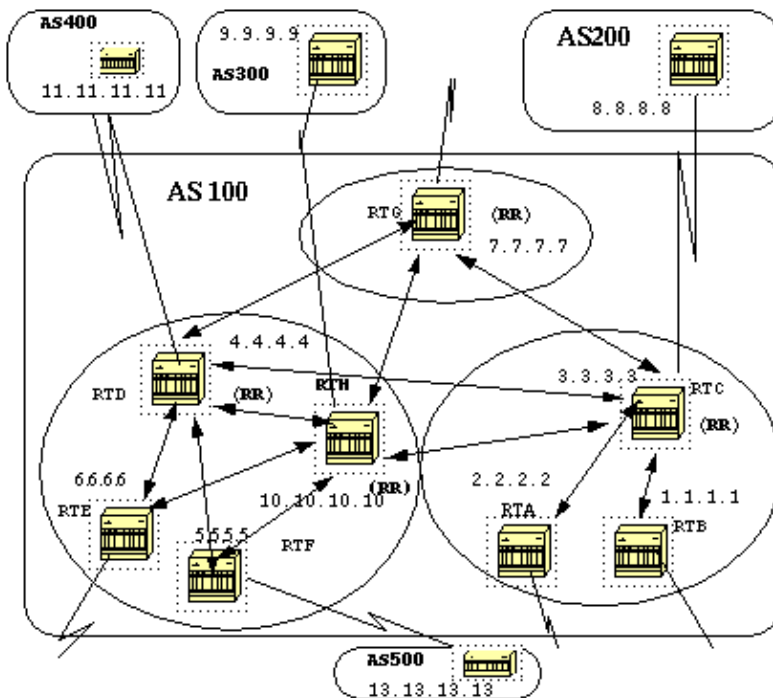 AS400
11.11.11.11
9.9.9.9
AS300
AS200
8.8.8.8
AS 100
RTG
(RR)
7.7.7.7
4.4.4.4
RTD
(RR)
RTH
(RR)
3.3.3.3
RTC
(RR)
6.6.6.6
RTE
10.10.10.10
5.5.5.5
RTF
2.2.2.2
RTA
1.1.1.1
RTB
AS500
13.13.13.13